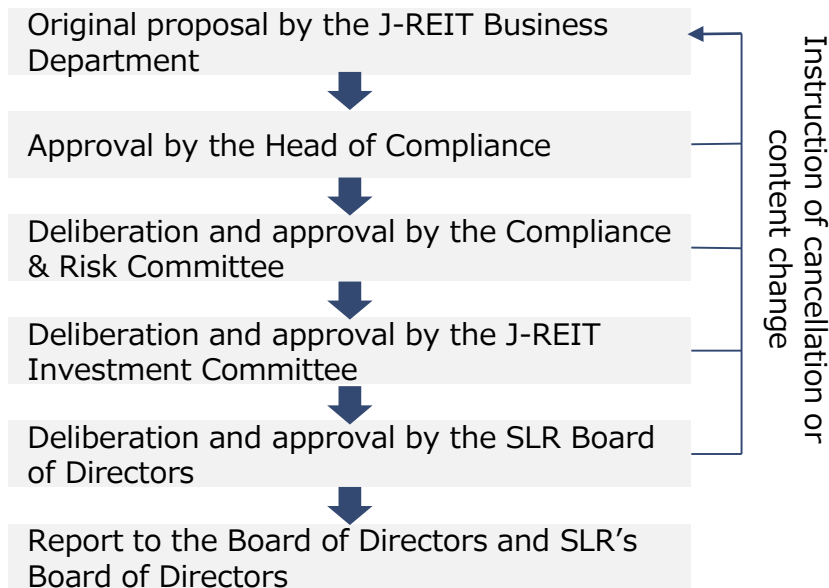 Original proposal by the J-REIT Business
Department
Approval by the Head of Compliance
Deliberation and approval by the Compliance
& Risk Committee
Deliberation and approval by the J-REIT
Investment Committee
Deliberation and approval by the SLR Board
of Directors
Report to the Board of Directors and SLR’s
Board of Directors
Instruction of cancellation or
content change